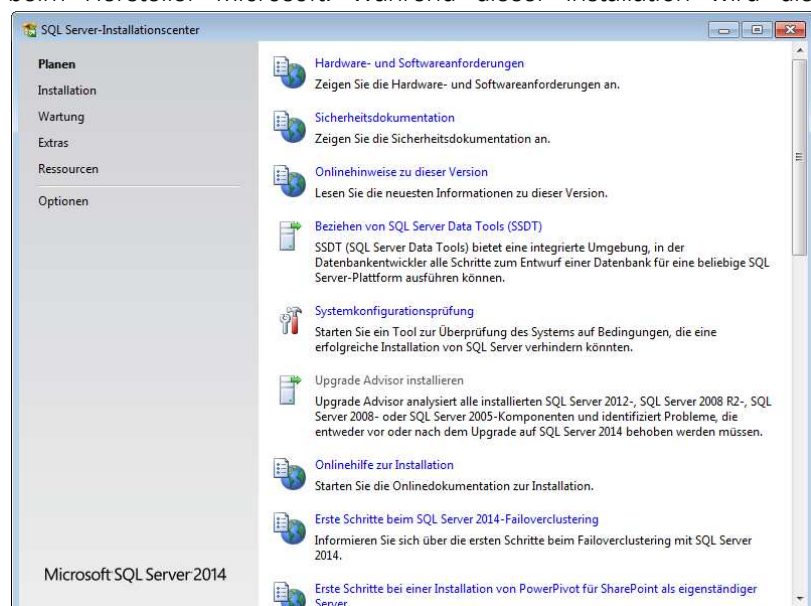 beim Hersteller Microsoft. Während dieser Installation wird die
SQL Server-Installationscenter
Planen
Installation
Wartung
Extras
Ressourcen
Optionen
Microsoft SQL Server 2014
Hardware- und Softwareanforderungen
Zeigen Sie die Hardware- und Softwareanforderungen an.
Sicherheitsdokumentation
Zeigen Sie die Sicherheitsdokumentation an.
Onlinehinweise zu dieser Version
Lesen Sie die neuesten Informationen zu dieser Version.
Beziehen von SQL Server Data Tools (SSDT)
SSDT (SQL Server Data Tools) bietet eine integrierte Umgebung, in der
Datenbankentwickler alle Schritte zum Entwurf einer Datenbank für eine beliebige SQL
Server-Plattform ausführen können.
Systemkonfigurationsprüfung
Starten Sie ein Tool zur Überprüfung des Systems auf Bedingungen, die eine
erfolgreiche Installation von SQL Server verhindern könnten.
Upgrade Advisor installieren
Upgrade Advisor analysiert alle installierten SQL Server 2012-, SQL Server 2008 R2-, SQL
Server 2008- oder SQL Server 2005-Komponenten und identifiziert Probleme, die
entweder vor oder nach dem Upgrade auf SQL Server 2014 behoben werden müssen.
Onlinehilfe zur Installation
Starten Sie die Onlinedokumentation zur Installation.
Erste Schritte beim SQL Server 2014-Failoverclustering
Informieren Sie sich über die ersten Schritte beim Failoverclustering mit SQL Server
2014.
Erste Schritte bei einer Installation von PowerPivot für SharePoint als eigenständiger
Server